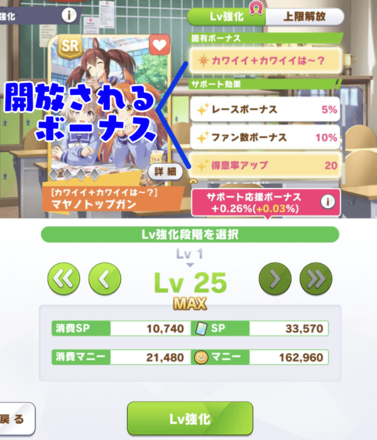 強化
Lv強化
上限解放
固有ボーナス
カワイイ+カワイイは～?
サポート効果
レースボーナス 5%
ファン数ボーナス 10%
得意率アップ 20
SR
開放される
ボーナス
詳細
[カワイイ+カワイイは～?]
マヤノトップガン
サポート応援ボーナス
+0.26%(+0.03%)
Lv強化段階を選択
Lv 1
Lv 25
MAX
消費SP 10,740 SP 33,570
消費マニー 21,480 マニー 162,960
戻る
Lv強化